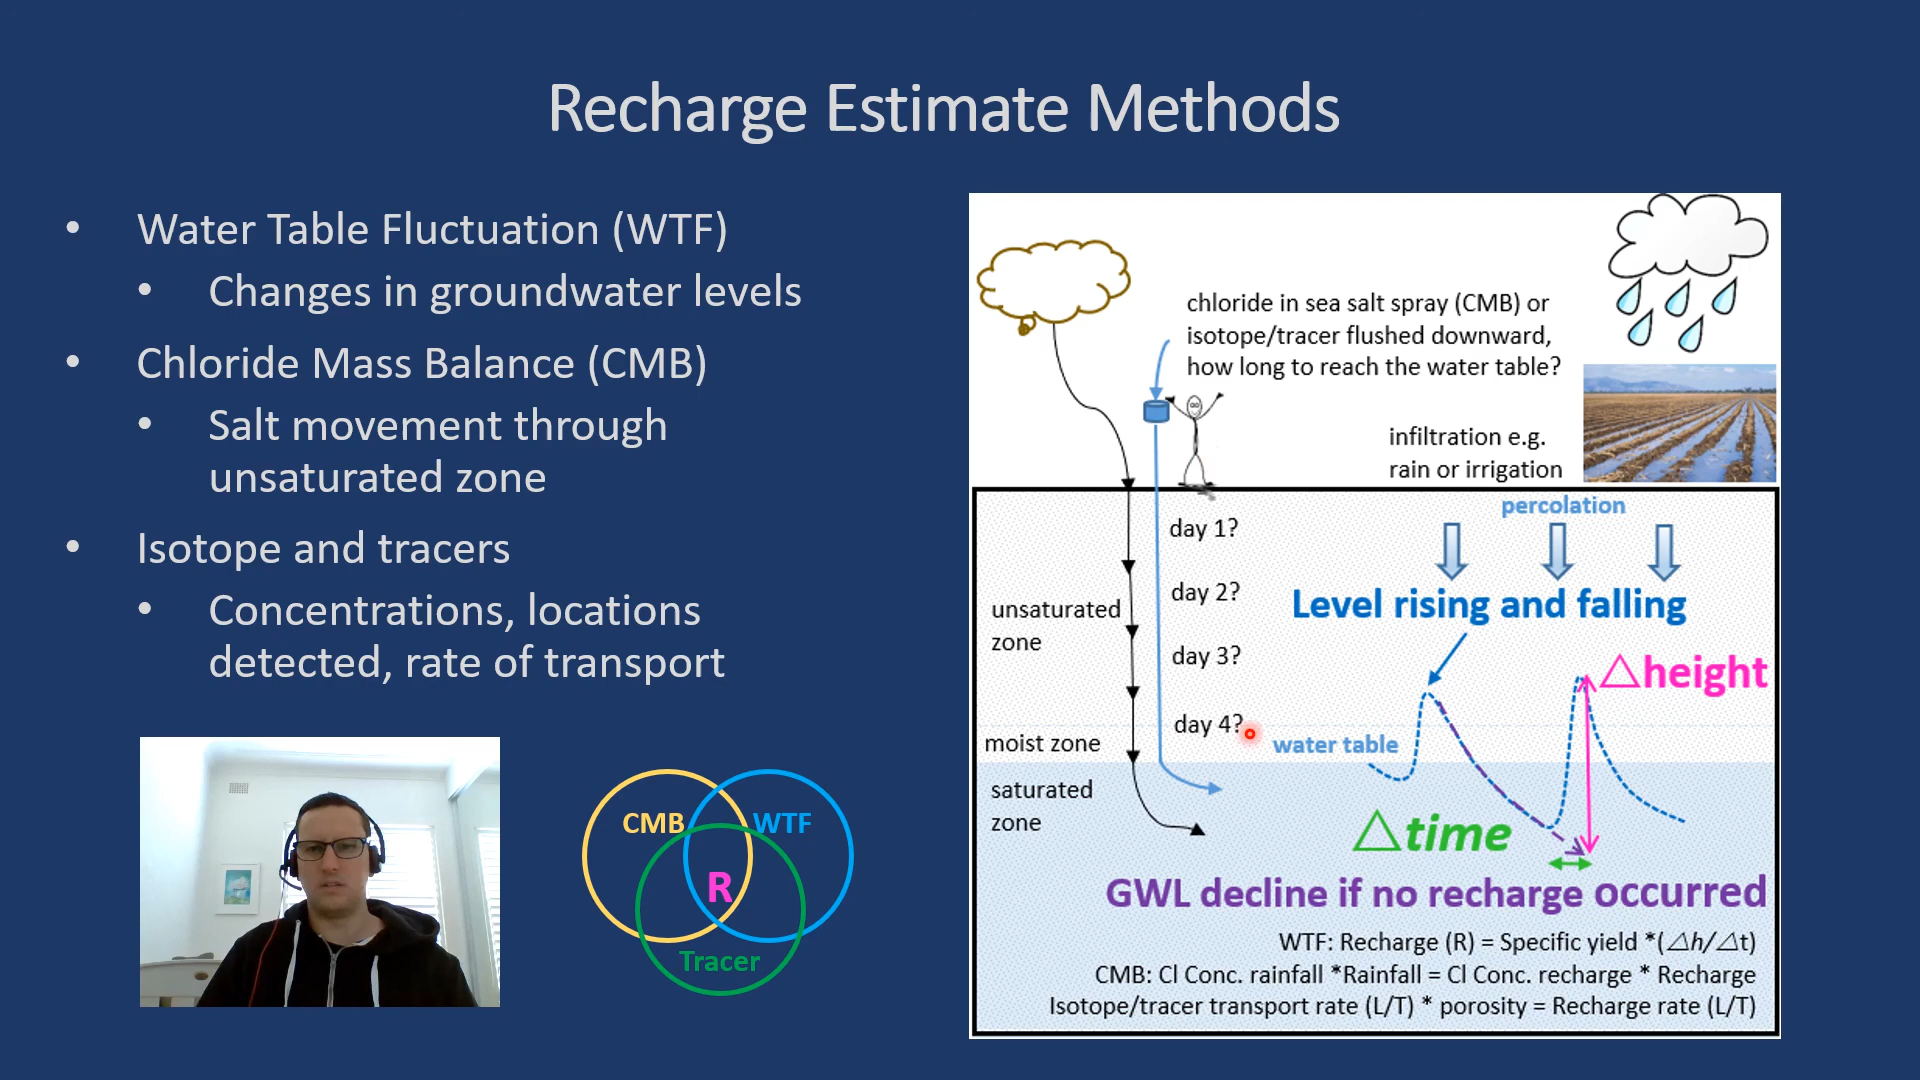 Recharge Estimate Methods
• Water Table Fluctuation (WTF)
• Changes in groundwater levels
• Chloride Mass Balance (CMB)
• Salt movement through
unsaturated zone
• Isotope and tracers
• Concentrations, locations
detected, rate of transport
CMB
WTF
R
Tracer
chloride in sea salt spray (CMB) or
isotope/tracer flushed downward,
how long to reach the water table?
infiltration e.g.
rain or irrigation
percolation
day 1?
day 2?
day 3?
day 4?
unsaturated
zone
moist zone
saturated
zone
Level rising and falling
△height
water table
△time
GWL decline if no recharge occurred
WTF: Recharge (R) = Specific yield *(△h/△t)
CMB: Cl Conc. rainfall *Rainfall = Cl Conc. recharge * Recharge
Isotope/tracer transport rate (L/T) * porosity = Recharge rate (L/T)